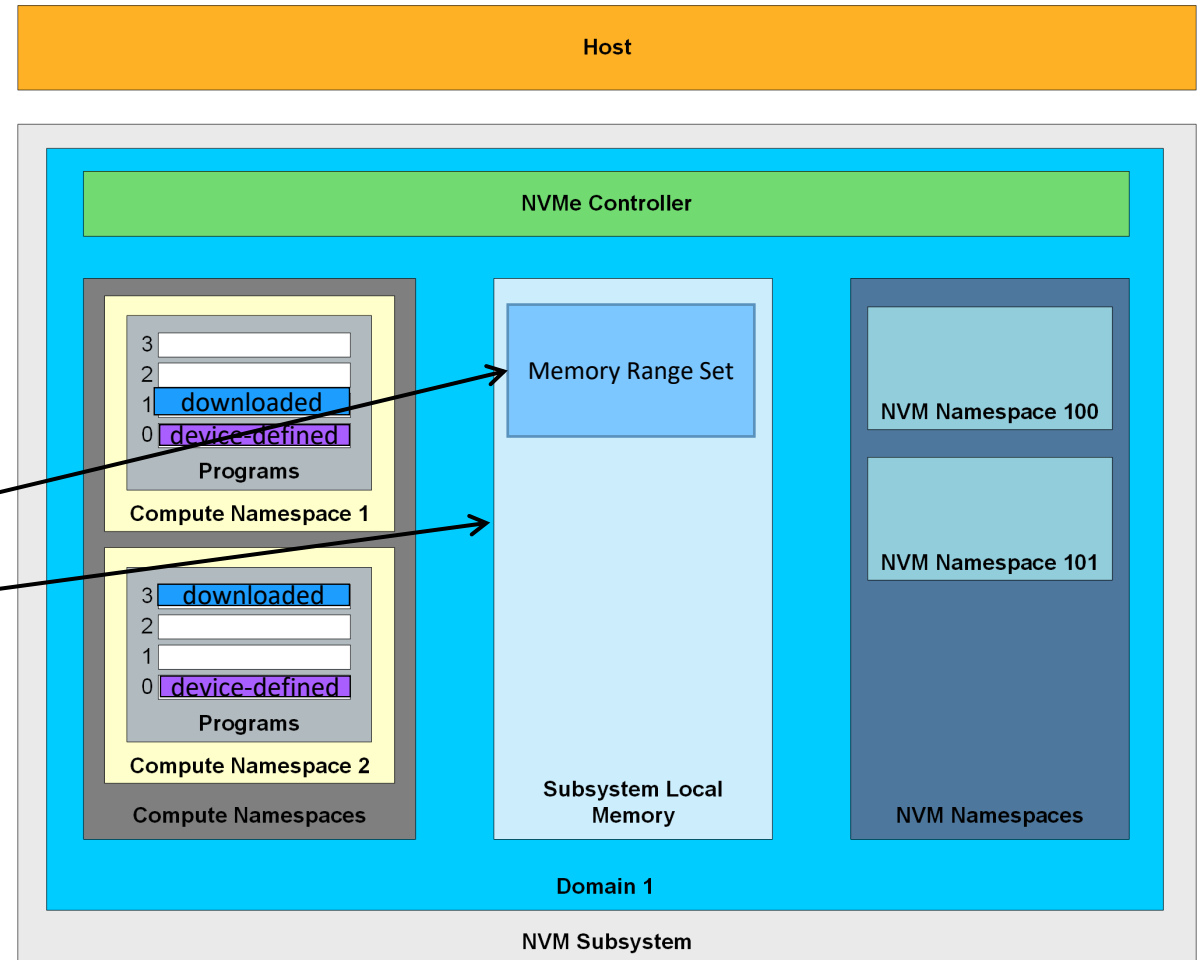 Host
NVMe Controller
3
2
1 downloaded
0 device-defined
Programs
Compute Namespace 1
3 downloaded
2
1
0 device-defined
Programs
Compute Namespace 2
Compute Namespaces
Memory Range Set
Subsystem Local
Memory
NVM Namespace 100
NVM Namespace 101
NVM Namespaces
Domain 1
NVM Subsystem